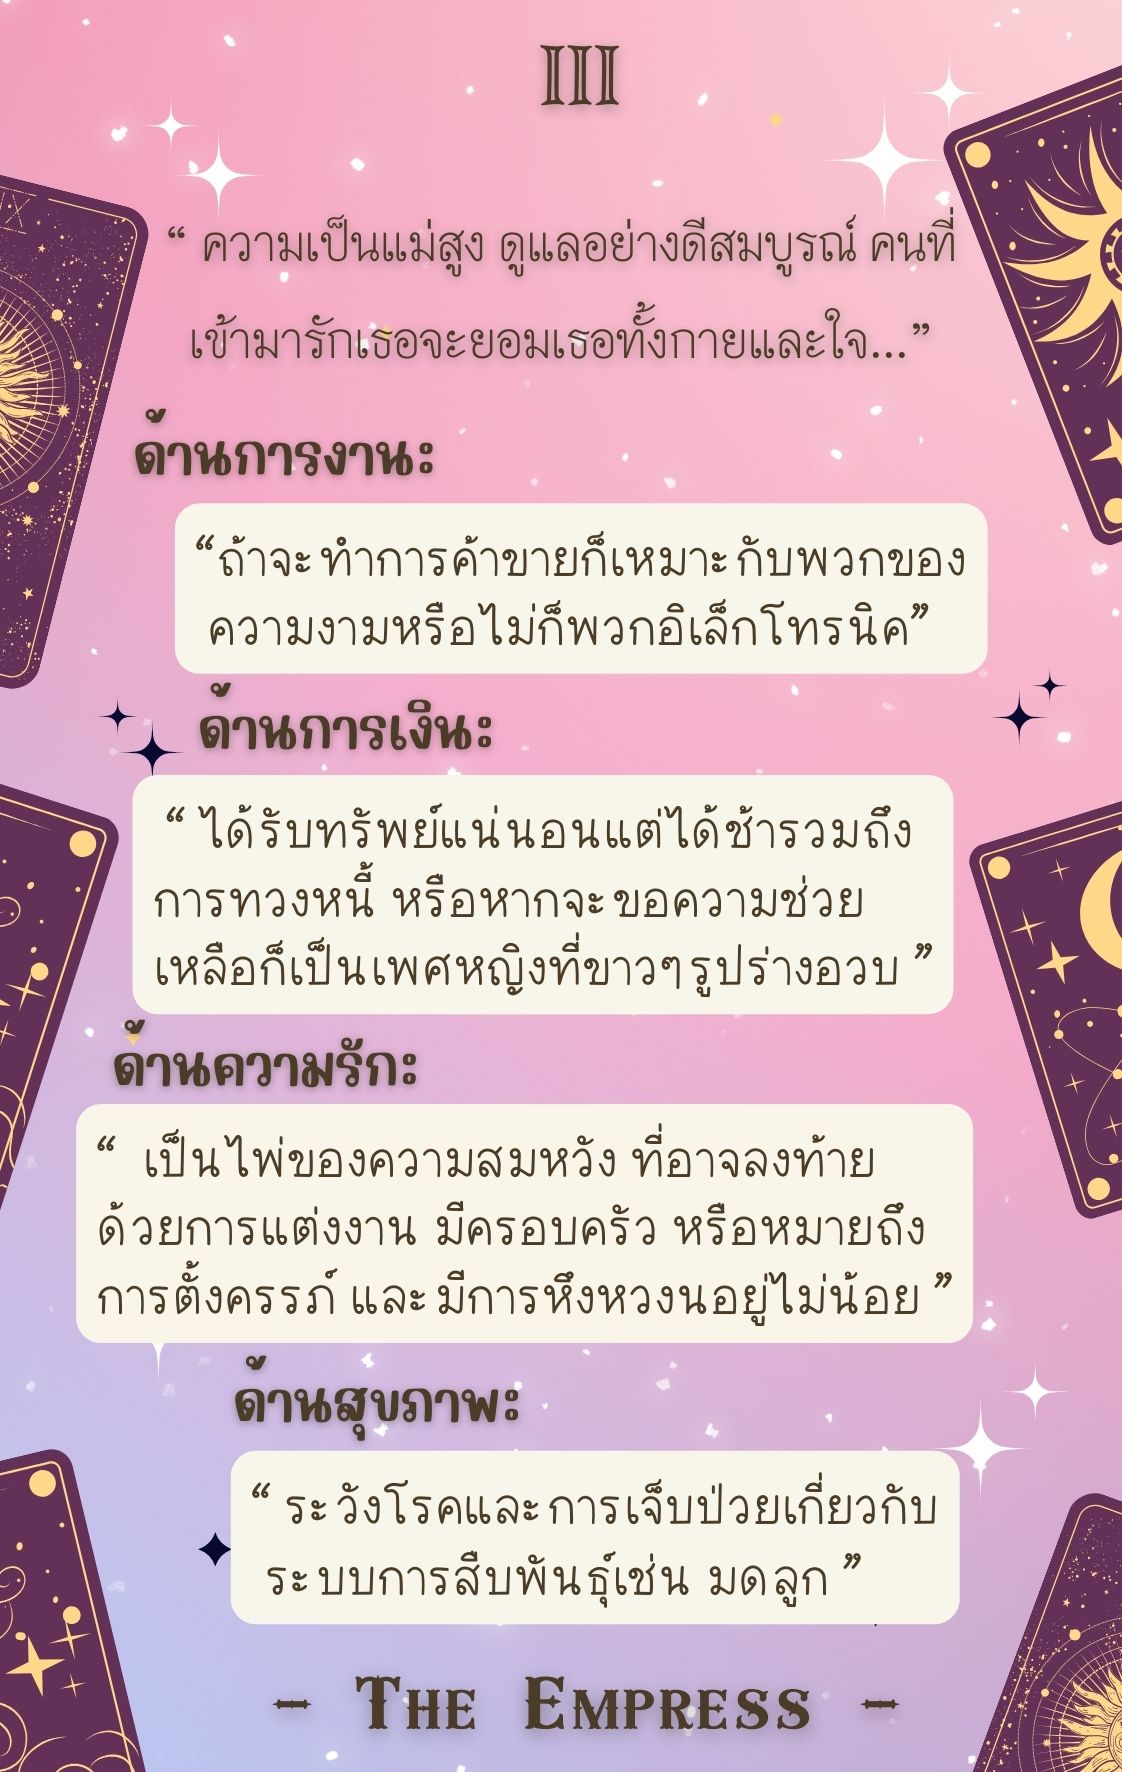 III
“ ความเป็นแม่สูง ดูแลอย่างดีสมบูรณ์ คนที่
เข้ามารักเธอจะยอมเธอทั้งกายและใจ...”
ด้านการงาน:
“ถ้าจะทำการค้าขายก็เหมาะกับพวกของ
ความงามหรือไม่ก็พวกอิเล็กโทรนิค”
ด้านการเงิน:
“ ได้รับทรัพย์แน่นอนแต่ได้ช้ารวมถึง
การทวงหนี้ หรือหากจะขอความช่วย
เหลือก็เป็นเพศหญิงที่ขาวๆรูปร่างอวบ ”
ด้านความรัก:
“ เป็นไพ่ของความสมหวัง ที่อาจลงท้าย
ด้วยการแต่งงาน มีครอบครัว หรือหมายถึง
การตั้งครรภ์ และมีการหึงหวงนอยู่ไม่น้อย ”
ด้านสุขภาพ:
“ ระวังโรคและการเจ็บป่วยเกี่ยวกับ
ระบบการสืบพันธุ์เช่น มดลูก ”
- The Empress -